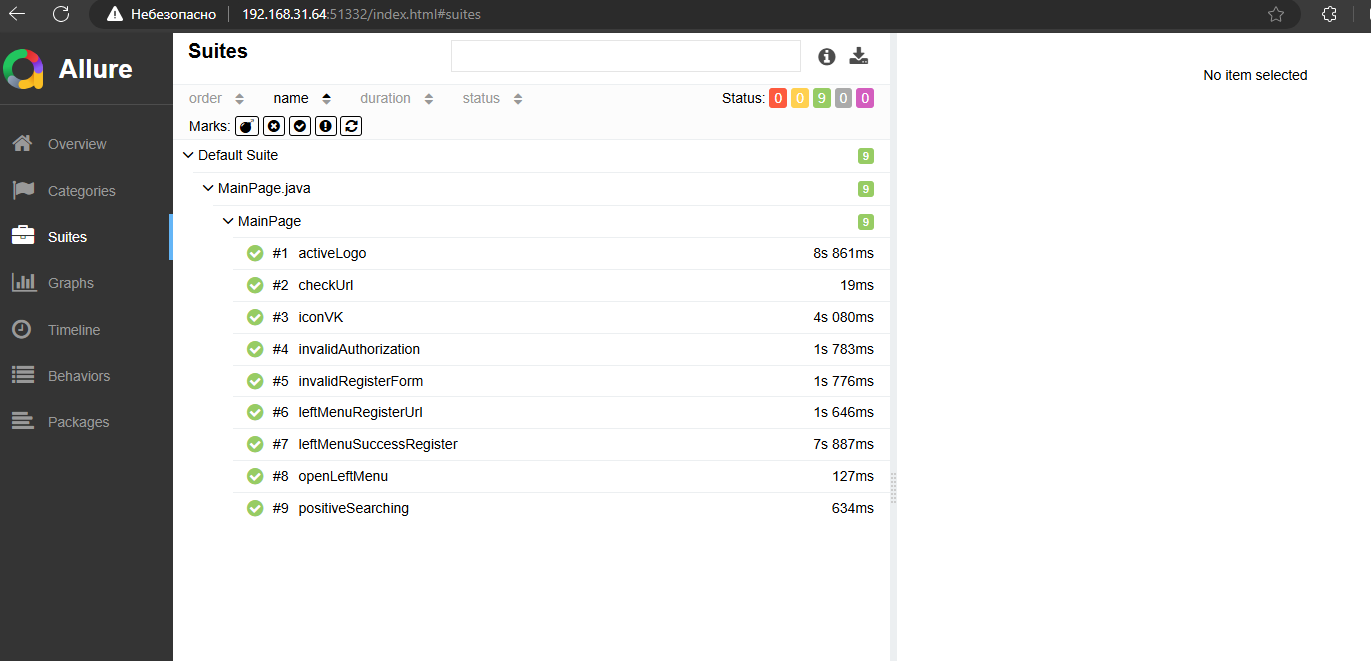 Небезопасно 192.168.31.64:51332/index.html#suites
Allure
Overview
Categories
Suites
Graphs
Timeline
Behaviors
Packages
Suites
order name duration status Status: 0 0 9 0 0
Marks:
Default Suite 9
MainPage.java 9
MainPage 9
#1 activeLogo 8s 861ms
#2 checkUrl 19ms
#3 iconVK 4s 080ms
#4 invalidAuthorization 1s 783ms
#5 invalidRegisterForm 1s 776ms
#6 leftMenuRegisterUrl 1s 646ms
#7 leftMenuSuccessRegister 7s 887ms
#8 openLeftMenu 127ms
#9 positiveSearching 634ms
No item selected